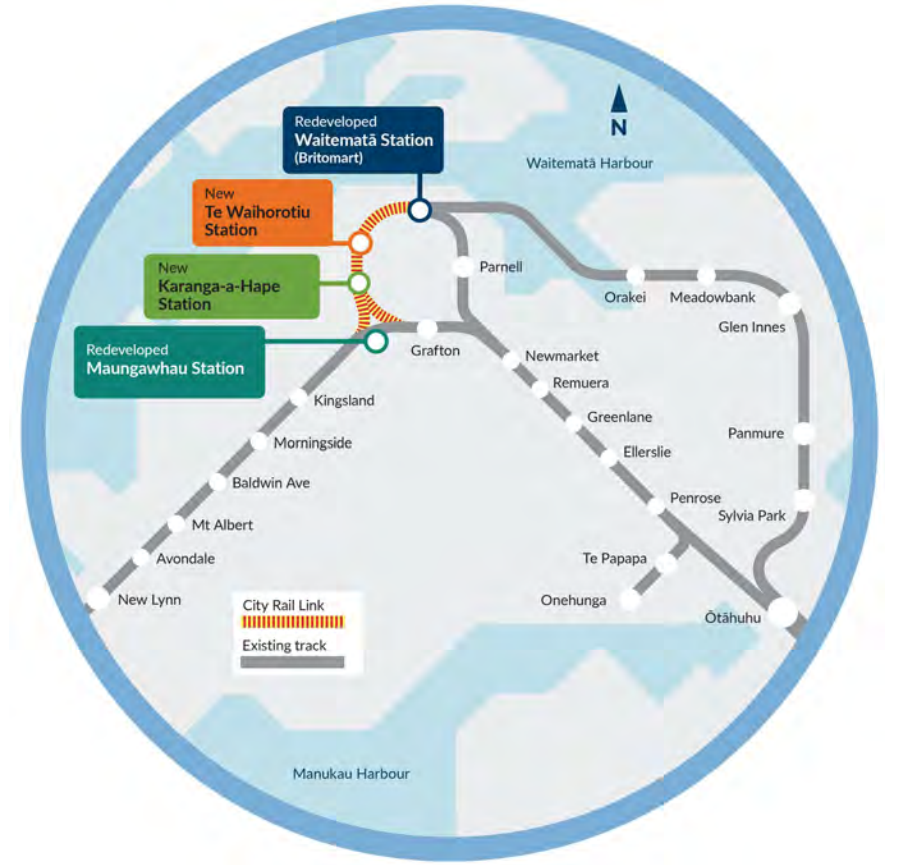 Redeveloped
Waitematā Station
(Britomart)
N
Waitematā Harbour
New
Te Waihorotiu
Station
New
Karanga-a-Hape
Station
Redeveloped
Maungawhau Station
Parnell
Orakei
Meadowbank
Glen Innes
Grafton
Newmarket
Remuera
Greenlane
Ellerslie
Kingsland
Morningside
Baldwin Ave
Mt Albert
Avondale
New Lynn
Panmure
Penrose
Sylvia Park
Te Papapa
Onehunga
Ōtāhuhu
City Rail Link
Existing track
Manukau Harbour